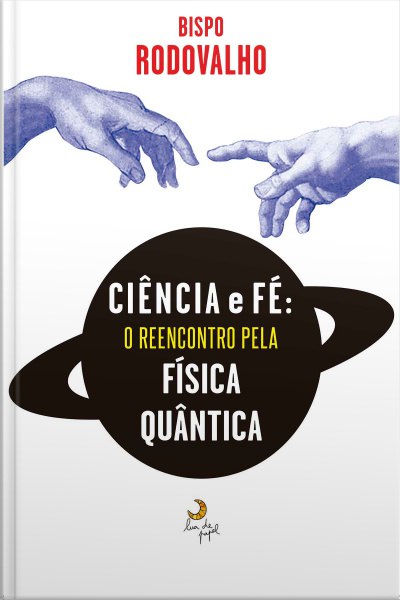 BISPO
RODOVALHO
CIÊNCIA e FÉ:
O REENCONTRO PELA
FÍSICA
QUÂNTICA
lua de
papel